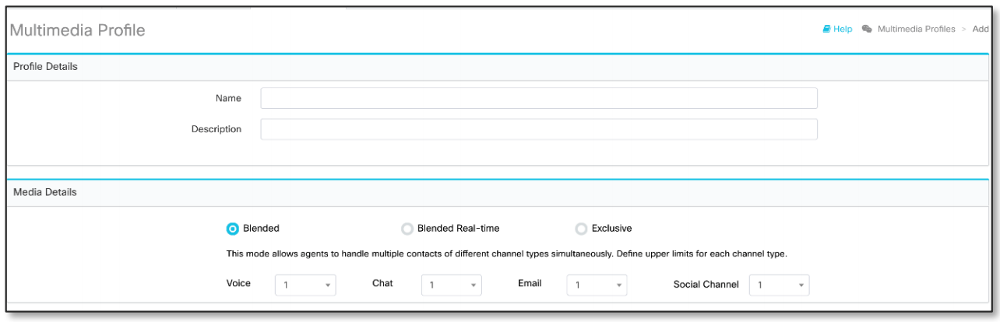 Multimedia Profile
Help Multimedia Profiles > Add
Profile Details
Name
Description
Media Details
Blended Blended Real-time Exclusive
This mode allows agents to handle multiple contacts of different channel types simultaneously. Define upper limits for each channel type.
Voice 1 Chat 1 Email 1 Social Channel 1